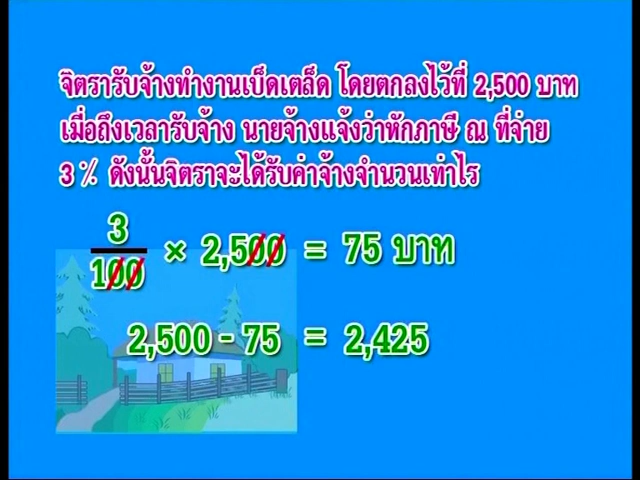 จิตรารับจ้างทำงานเบ็ดเตล็ด โดยตกลงไว้ที่ 2,500 บาท
เมื่อถึงเวลารับจ้าง นายจ้างแจ้งว่าหักภาษี ณ ที่จ่าย
3 % ดังนั้นจิตราจะได้รับค่าจ้างจำนวนเท่าไร
3/100 × 2,500 = 75 บาท
2,500 - 75 = 2,425